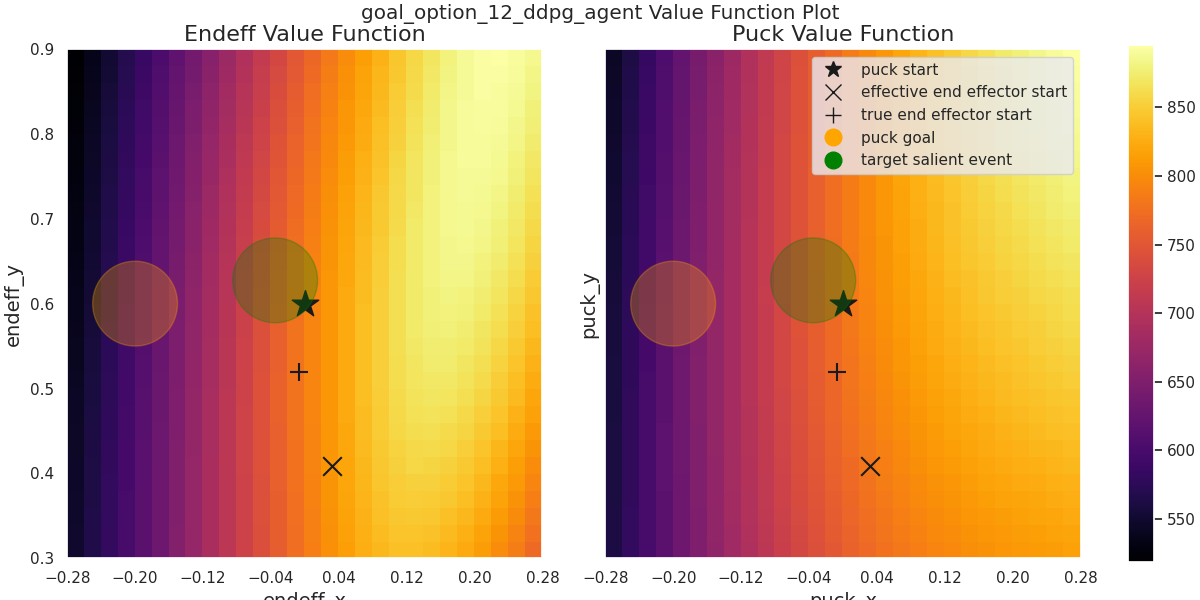 goal_option_12_ddpg_agent Value Function Plot
Endeff Value Function
Puck Value Function
puck start
effective end effector start
true end effector start
puck goal
target salient event
endeff_y
0.9
0.8
0.7
0.6
0.5
0.4
0.3
−0.28 −0.20 −0.12 −0.04 0.04 0.12 0.20 0.28
endeff_x
puck_y
−0.28 −0.20 −0.12 −0.04 0.04 0.12 0.20 0.28
puck_x
850
800
750
700
650
600
550